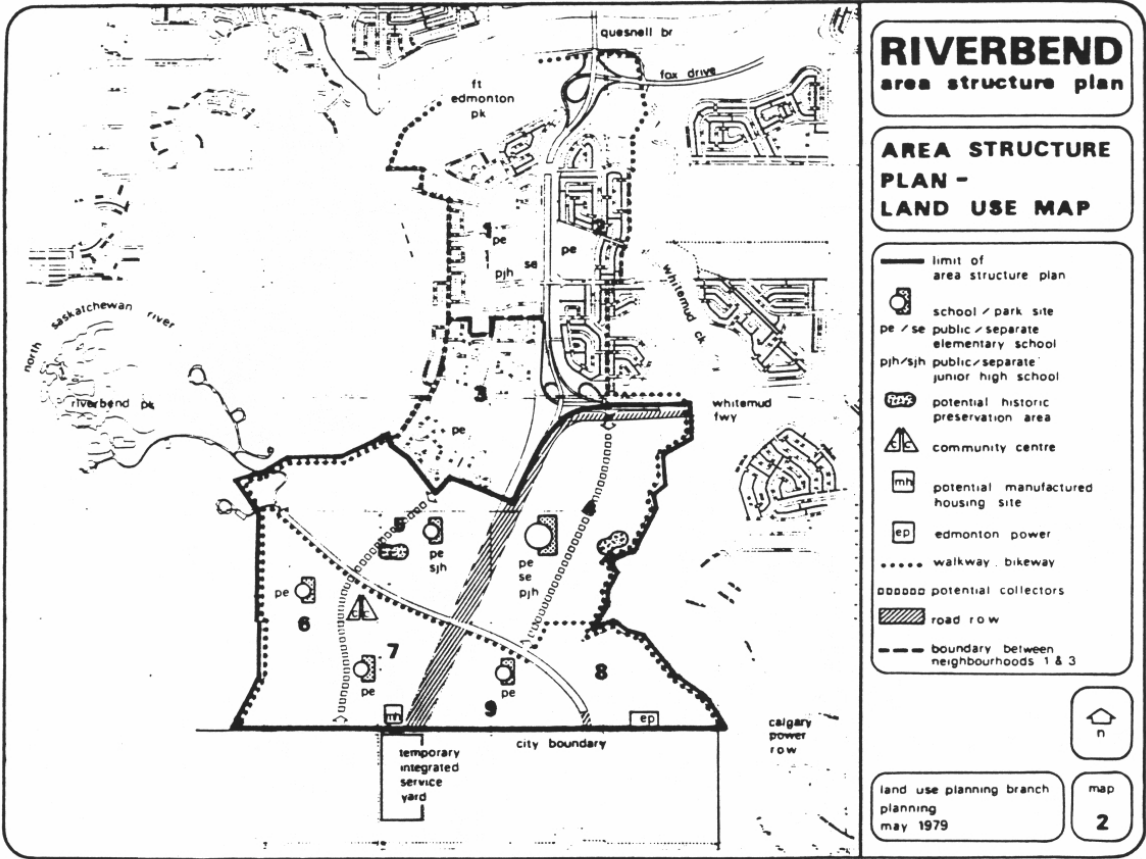 quesnell br
fox drive
ft
edmonton
pk
pe
se
pjh
pe
whitemud ck
north saskatchewan river
riverbend pk
3
pe
whitemud
fwy
5
pe
sjh
pe
se
pjh
pe
6
c c
7
pe
mh
pe
9
8
ep
city boundary
temporary
integrated
service
yard
calgary
power
row
RIVERBEND
area structure plan
AREA STRUCTURE
PLAN -
LAND USE MAP
limit of
area structure plan
school / park site
pe / se public / separate
elementary school
pjh/sjh public/separate
junior high school
potential historic
preservation area
c c community centre
mh potential manufactured
housing site
ep edmonton power
walkway bikeway
potential collectors
road row
boundary between
neighbourhoods 1 & 3
n
land use planning branch
planning
may 1979
map
2